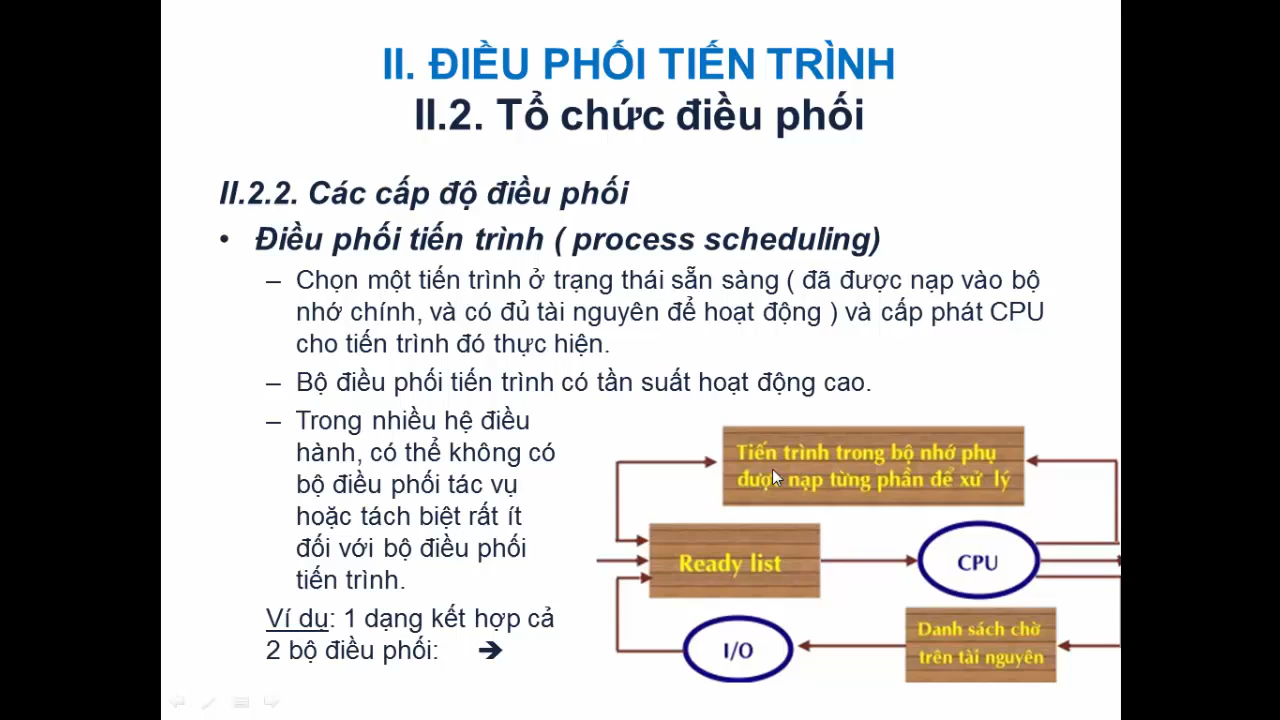 II. ĐIỀU PHỐI TIẾN TRÌNH
II.2. Tổ chức điều phối
II.2.2. Các cấp độ điều phối
• Điều phối tiến trình ( process scheduling)
– Chọn một tiến trình ở trạng thái sẵn sàng ( đã được nạp vào bộ
nhớ chính, và có đủ tài nguyên để hoạt động ) và cấp phát CPU
cho tiến trình đó thực hiện.
– Bộ điều phối tiến trình có tần suất hoạt động cao.
– Trong nhiều hệ điều
hành, có thể không có
bộ điều phối tác vụ
hoặc tách biệt rất ít
đối với bộ điều phối
tiến trình.
Ví dụ: 1 dạng kết hợp cả
2 bộ điều phối: ➔
Tiến trình trong bộ nhớ phụ
được nạp từng phần để xử lý
Ready list
CPU
Danh sách chờ
trên tài nguyên
I/O